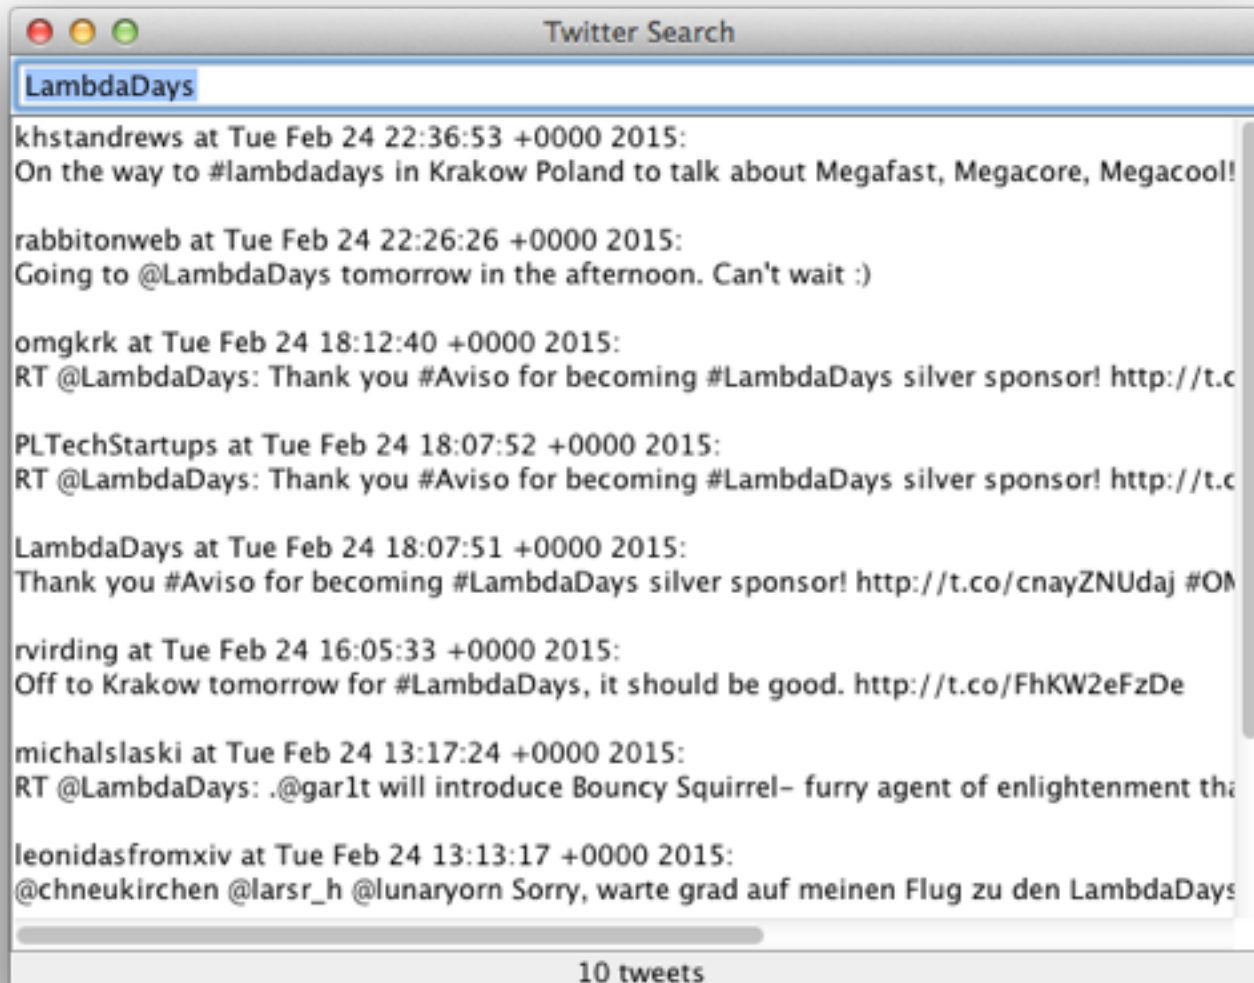 Twitter Search
LambdaDays
khstandrews at Tue Feb 24 22:36:53 +0000 2015:
On the way to #lambdadays in Krakow Poland to talk about Megafast, Megacore, Megacool!
rabbitonweb at Tue Feb 24 22:26:26 +0000 2015:
Going to @LambdaDays tomorrow in the afternoon. Can't wait :)
omgkrk at Tue Feb 24 18:12:40 +0000 2015:
RT @LambdaDays: Thank you #Aviso for becoming #LambdaDays silver sponsor! http://t.c
PLTechStartups at Tue Feb 24 18:07:52 +0000 2015:
RT @LambdaDays: Thank you #Aviso for becoming #LambdaDays silver sponsor! http://t.c
LambdaDays at Tue Feb 24 18:07:51 +0000 2015:
Thank you #Aviso for becoming #LambdaDays silver sponsor! http://t.co/cnayZNUdaj #OM
rvirding at Tue Feb 24 16:05:33 +0000 2015:
Off to Krakow tomorrow for #LambdaDays, it should be good. http://t.co/FhKW2eFzDe
michalslaski at Tue Feb 24 13:17:24 +0000 2015:
RT @LambdaDays: .@gar1t will introduce Bouncy Squirrel– furry agent of enlightenment tha
leonidasfromxiv at Tue Feb 24 13:13:17 +0000 2015:
@chneukirchen @larsr_h @lunaryorn Sorry, warte grad auf meinen Flug zu den LambdaDays
10 tweets